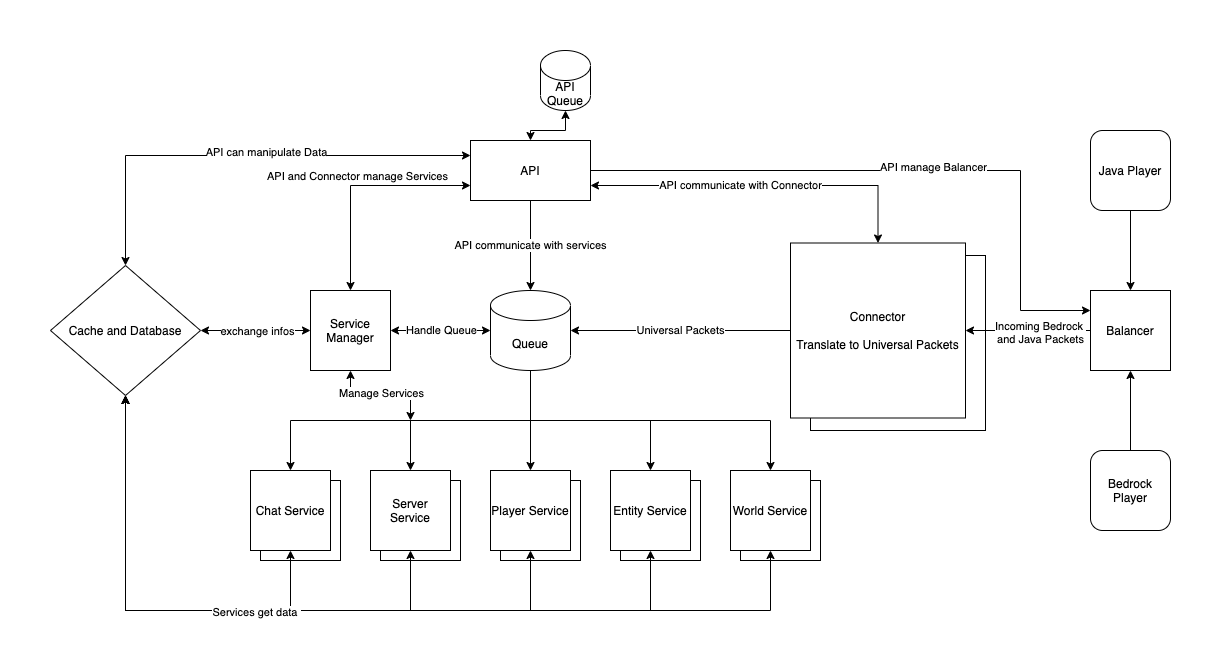 API
Queue
API can manipulate Data
API and Connector manage Services
API
API manage Balancer
API communicate with Connector
Java Player
API communicate with services
Cache and Database
exchange infos
Service
Manager
Handle Queue
Queue
Universal Packets
Connector
Translate to Universal Packets
Incoming Bedrock
and Java Packets
Balancer
Manage Services
Chat Service
Server
Service
Player Service
Entity Service
World Service
Bedrock
Player
Services get data